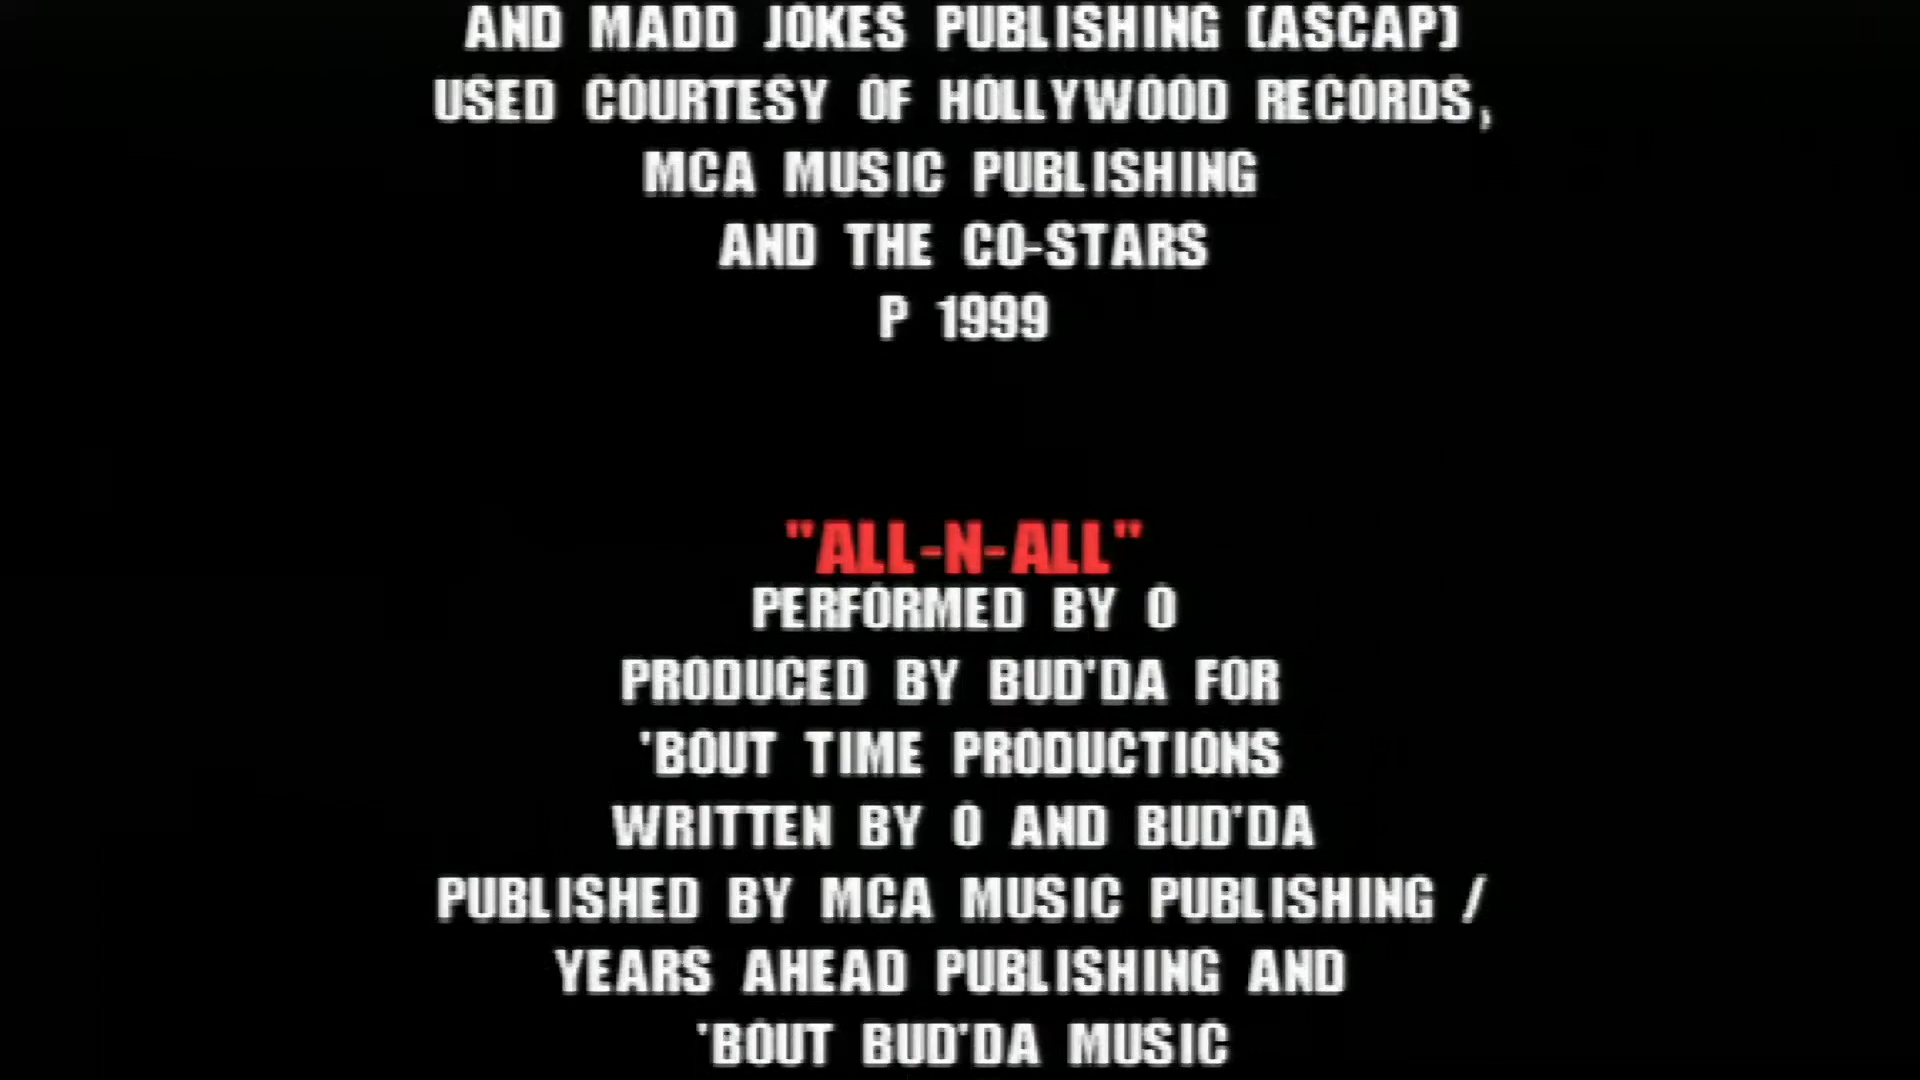 AND MADD JOKES PUBLISHING (ASCAP)
USED COURTESY OF HOLLYWOOD RECORDS,
MCA MUSIC PUBLISHING
AND THE CO-STARS
P 1999
"ALL-N-ALL"
PERFORMED BY O
PRODUCED BY BUD'DA FOR
'BOUT TIME PRODUCTIONS
WRITTEN BY O AND BUD'DA
PUBLISHED BY MCA MUSIC PUBLISHING /
YEARS AHEAD PUBLISHING AND
'BOUT BUD'DA MUSIC